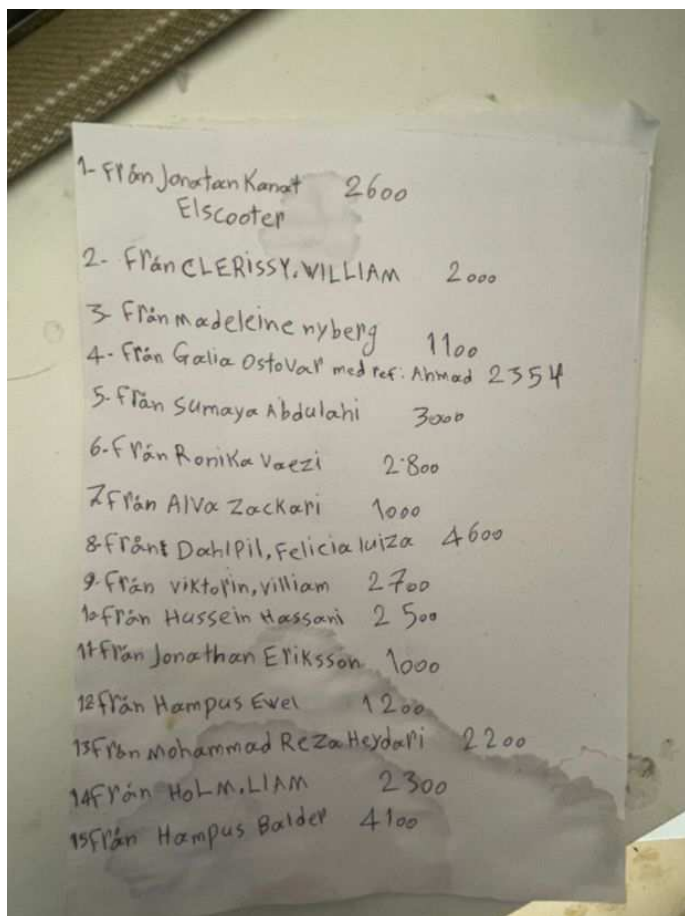 1- Från Jonatan Kanat 2600
Elscooter
2- Från CLERISSY, WILLIAM 2000
3- Från madeleine nyberg 1100
4- Från Galia Ostovar med ref: Ahmad 2354
5- från Sumaya Abdulahi 3000
6- Från Ronika Vaezi 2800
7 Från Alva Zackari 1000
8- Från Dahlpil, Felicia luiza 4600
9- från viktorin, villiam 2700
10 från Hussein Hassani 2500
11 från Jonathan Eriksson 1000
12 från Hampus Ewel 1200
13 från Mohammad Reza Heydari 2200
14 från HOLM, LIAM 2300
15 från Hampus Balder 4100